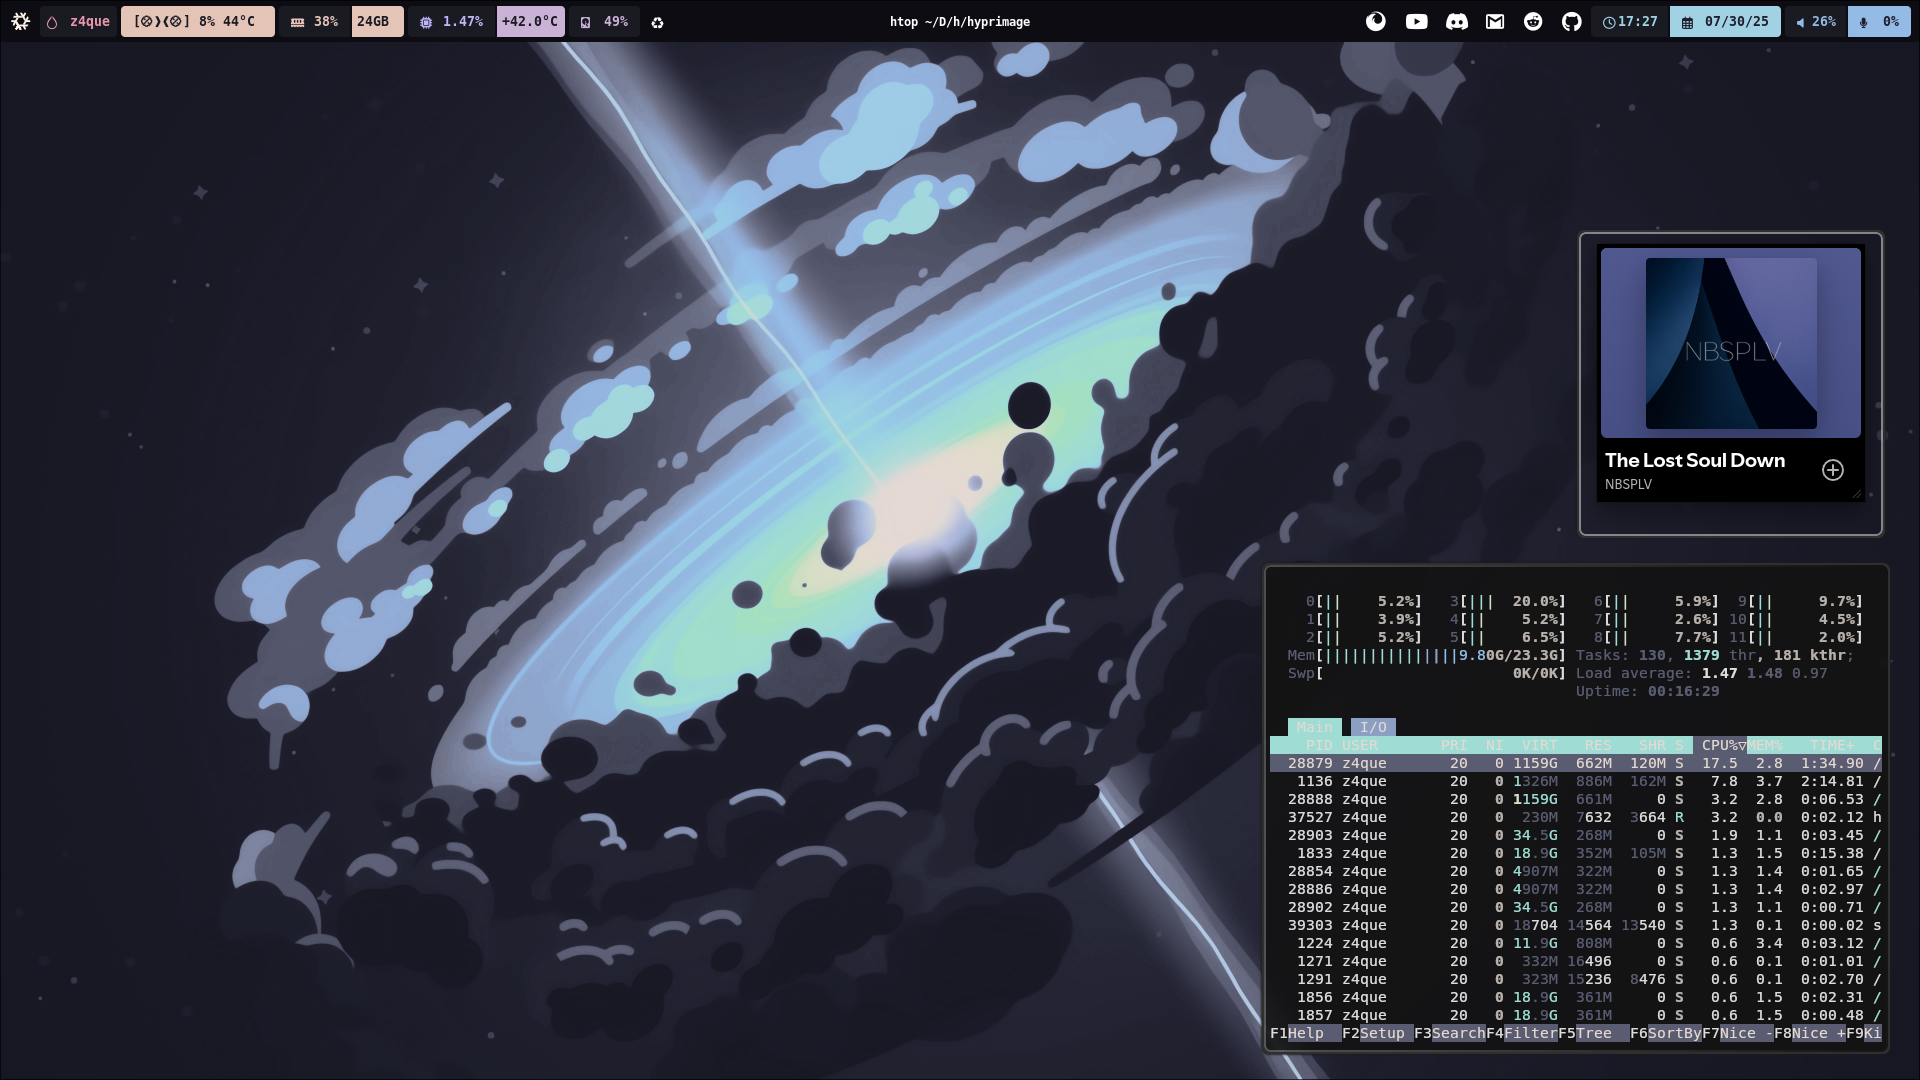 z4que 8% 44°C 38% 24GB 1.47% +42.0°C 49% htop ~/D/h/hyprimage 17:27 07/30/25 26% 0%
NBSPLV
The Lost Soul Down
NBSPLV
0[|| 5.2%] 3[||| 20.0%] 6[|| 5.9%] 9[|| 9.7%]
1[|| 3.9%] 4[|| 5.2%] 7[|| 2.6%] 10[|| 4.5%]
2[|| 5.2%] 5[|| 6.5%] 8[|| 7.7%] 11[|| 2.0%]
Mem[|||||||||||||||9.80G/23.3G] Tasks: 130, 1379 thr, 181 kthr;
Swp[ 0K/0K] Load average: 1.47 1.48 0.97
Uptime: 00:16:29
Main I/O
PID USER PRI NI VIRT RES SHR S CPU%▽MEM% TIME+
28879 z4que 20 0 1159G 662M 120M S 17.5 2.8 1:34.90 /
1136 z4que 20 0 1326M 886M 162M S 7.8 3.7 2:14.81 /
28888 z4que 20 0 1159G 661M 0 S 3.2 2.8 0:06.53 /
37527 z4que 20 0 230M 7632 3664 R 3.2 0.0 0:02.12 h
28903 z4que 20 0 34.5G 268M 0 S 1.9 1.1 0:03.45 /
1833 z4que 20 0 18.9G 352M 105M S 1.3 1.5 0:15.38 /
28854 z4que 20 0 4907M 322M 0 S 1.3 1.4 0:01.65 /
28886 z4que 20 0 4907M 322M 0 S 1.3 1.4 0:02.97 /
28902 z4que 20 0 34.5G 268M 0 S 1.3 1.1 0:00.71 /
39303 z4que 20 0 18704 14564 13540 S 1.3 0.1 0:00.02 s
1224 z4que 20 0 11.9G 808M 0 S 0.6 3.4 0:03.12 /
1271 z4que 20 0 332M 16496 0 S 0.6 0.1 0:01.01 /
1291 z4que 20 0 323M 15236 8476 S 0.6 0.1 0:02.70 /
1856 z4que 20 0 18.9G 361M 0 S 0.6 1.5 0:02.31 /
1857 z4que 20 0 18.9G 361M 0 S 0.6 1.5 0:00.48 /
F1Help F2Setup F3SearchF4FilterF5Tree F6SortByF7Nice -F8Nice +F9Ki